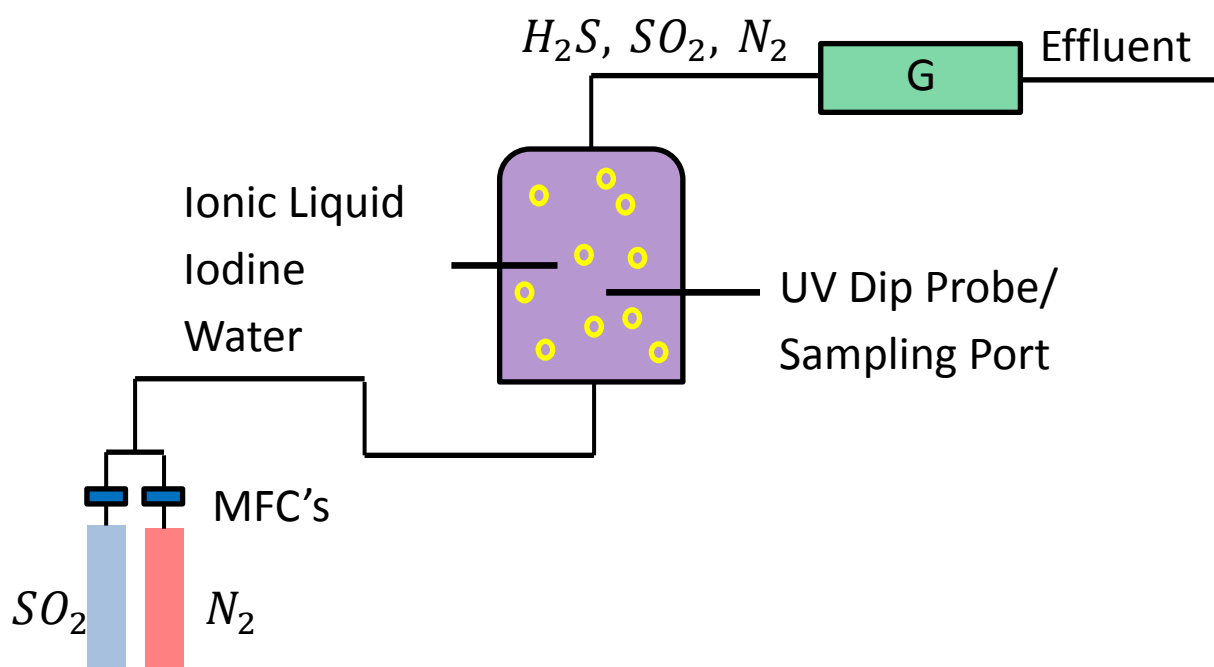 H₂S, SO₂, N₂
G
Effluent
Ionic Liquid
Iodine
Water
UV Dip Probe/
Sampling Port
MFC’s
SO₂
N₂